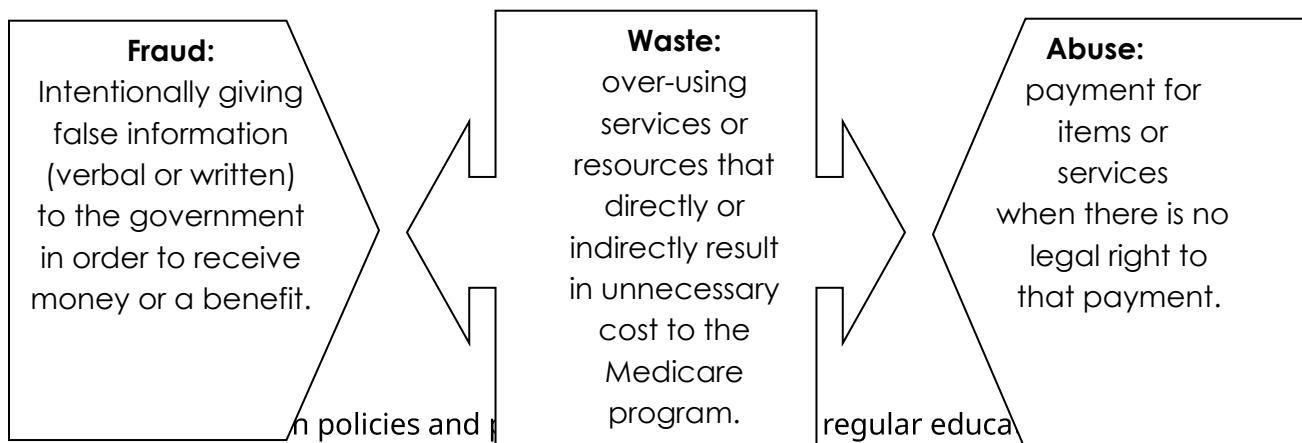 Fraud:
Intentionally giving
false information
(verbal or written)
to the government
in order to receive
money or a benefit.
Waste:
over-using
services or
resources that
directly or
indirectly result
in unnecessary
cost to the
Medicare
program.
Abuse:
payment for
items or
services
when there is no
legal right to
that payment.
policies and regular